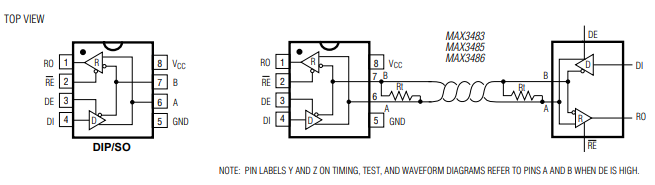 TOP VIEW
RO 1
RE 2
DE 3
DI 4
R
D
8 VCC
7 B
6 A
5 GND
DIP/SO
RO 1
RE 2
DE 3
DI 4
R
D
8 VCC
7 B
6 A
5 GND
Rt
MAX3483
MAX3485
MAX3486
Rt
B
A
DE
D
DI
R
RO
RE
NOTE: PIN LABELS Y AND Z ON TIMING, TEST, AND WAVEFORM DIAGRAMS REFER TO PINS A AND B WHEN DE IS HIGH.